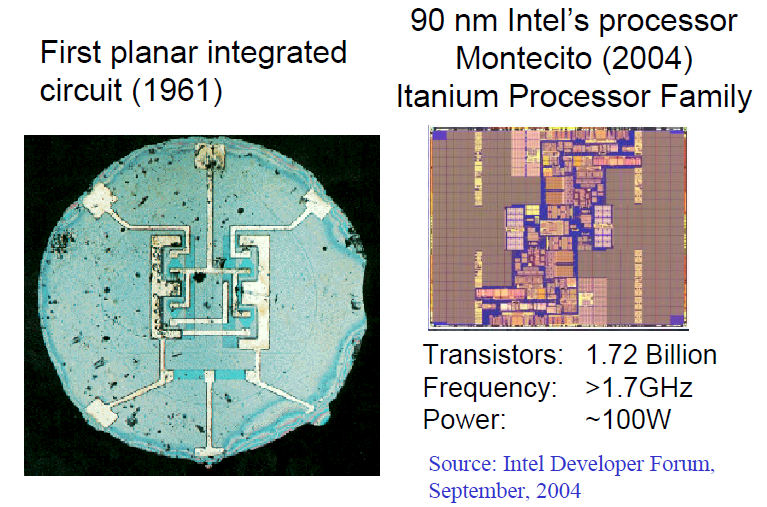 First planar integrated
circuit (1961)
90 nm Intel's processor
Montecito (2004)
Itanium Processor Family
Transistors: 1.72 Billion
Frequency: >1.7GHz
Power: ~100W
Source: Intel Developer Forum,
September, 2004